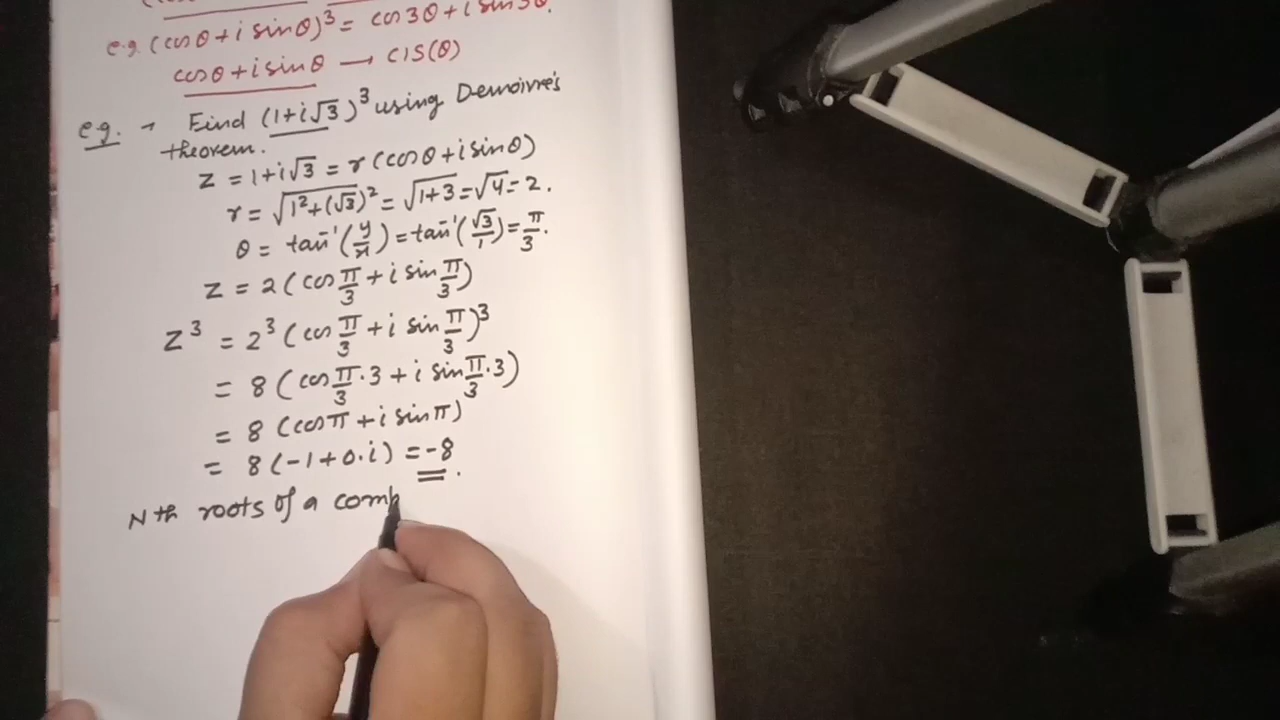 e.g. (cosθ + i sinθ)³ = cos3θ + i sin3θ.
cosθ + i sinθ → CIS(θ)
e.g. → Find (1+i√3)³ using Demoivre's
theorem.
z = 1+i√3 = r (cosθ + i sinθ)
r = √(1²+(√3)²) = √(1+3) = √4 = 2.
θ = tan⁻¹(y/x) = tan⁻¹(√3/1) = π/3.
z = 2 (cos π/3 + i sin π/3)
Z³ = 2³ (cos π/3 + i sin π/3)³
= 8 (cos π/3 · 3 + i sin π/3 · 3)
= 8 (cosπ + i sinπ)
= 8 (-1+0.i) = -8.
Nth roots of a comp